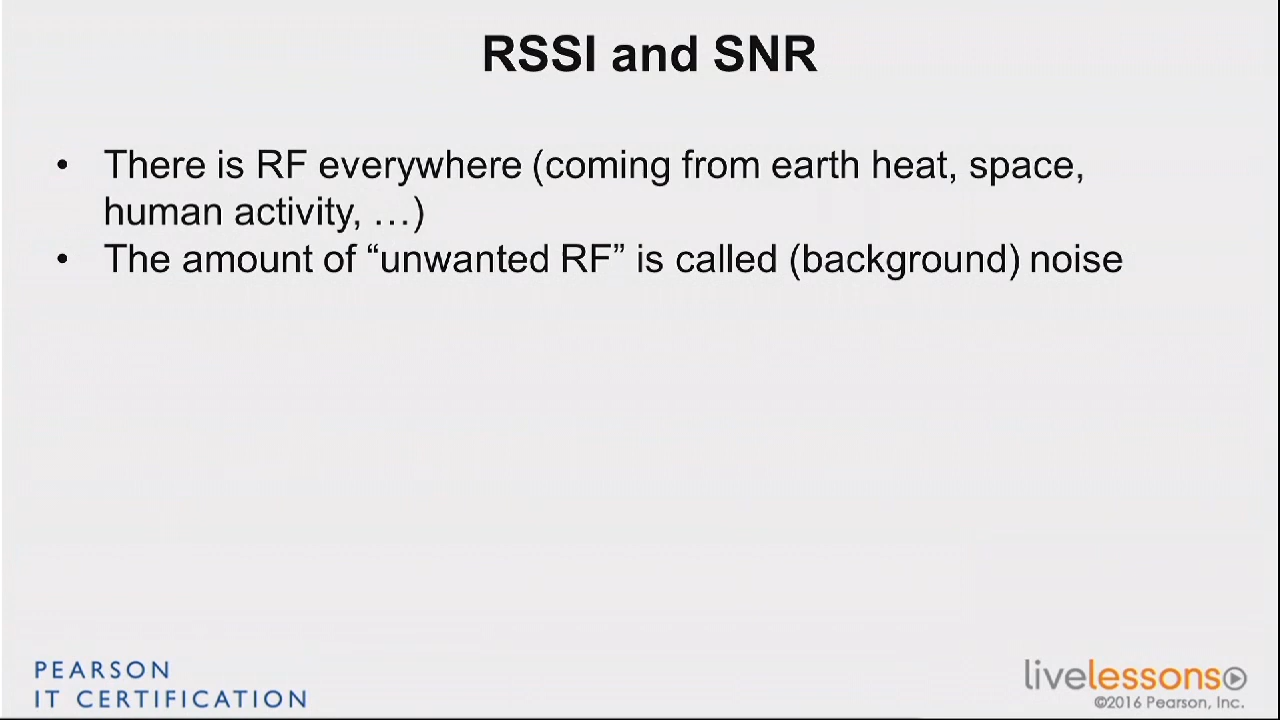 RSSI and SNR
• There is RF everywhere (coming from earth heat, space,
human activity, …)
• The amount of “unwanted RF” is called (background) noise
PEARSON
IT CERTIFICATION
livelessons
©2016 Pearson, Inc.